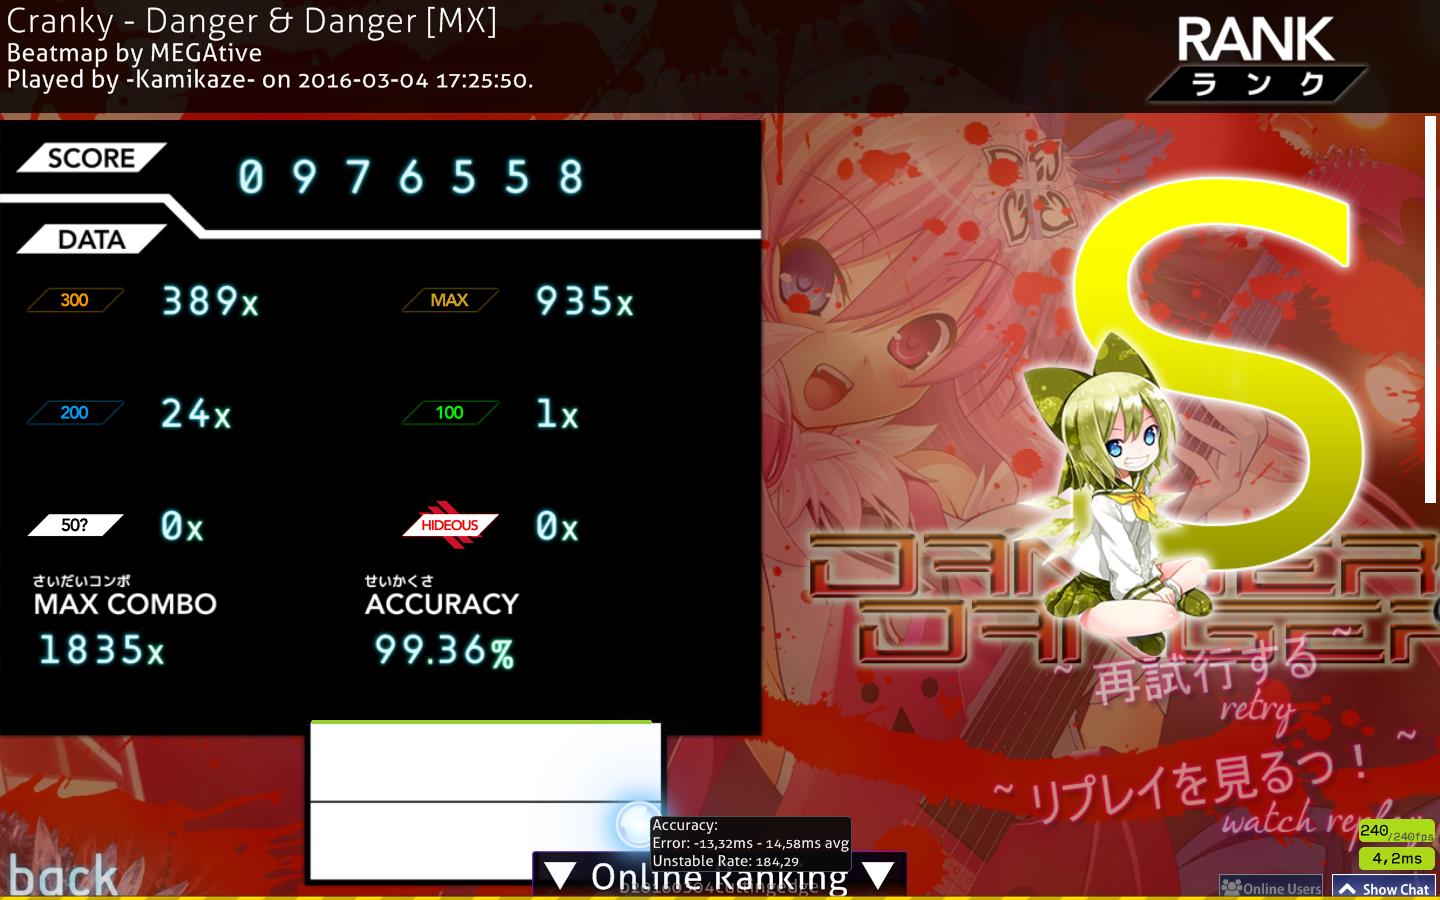 Cranky - Danger & Danger [MX]
Beatmap by MEGAtive
Played by -Kamikaze- on 2016-03-04 17:25:50.
RANK
ランク
SCORE
0976558
DATA
300 389x MAX 935x
200 24x 100 1x
50? 0x HIDEOUS 0x
さいだいコンボ せいかくさ
MAX COMBO ACCURACY
1835x 99.36%
S
DANGER
DANGER
~ 再試行する ~
retry
~ リプレイを見るっ！ ~
watch replay
Accuracy:
Error: -13,32ms - 14,58ms avg
Unstable Rate: 184,29
▼ Online Ranking ▼
b20160304cuttingedge
back
240/240fps
4,2ms
Online Users
Show Chat